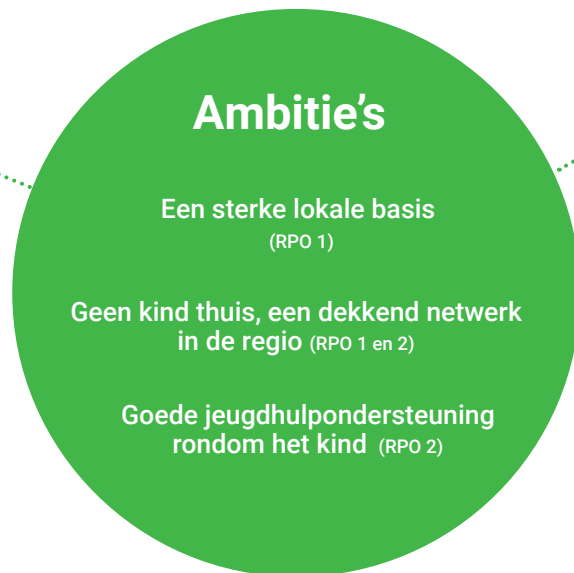 Ambitie's
Een sterke lokale basis
(RPO 1)
Geen kind thuis, een dekkend netwerk
in de regio (RPO 1 en 2)
Goede jeugdhulpondersteuning
rondom het kind (RPO 2)